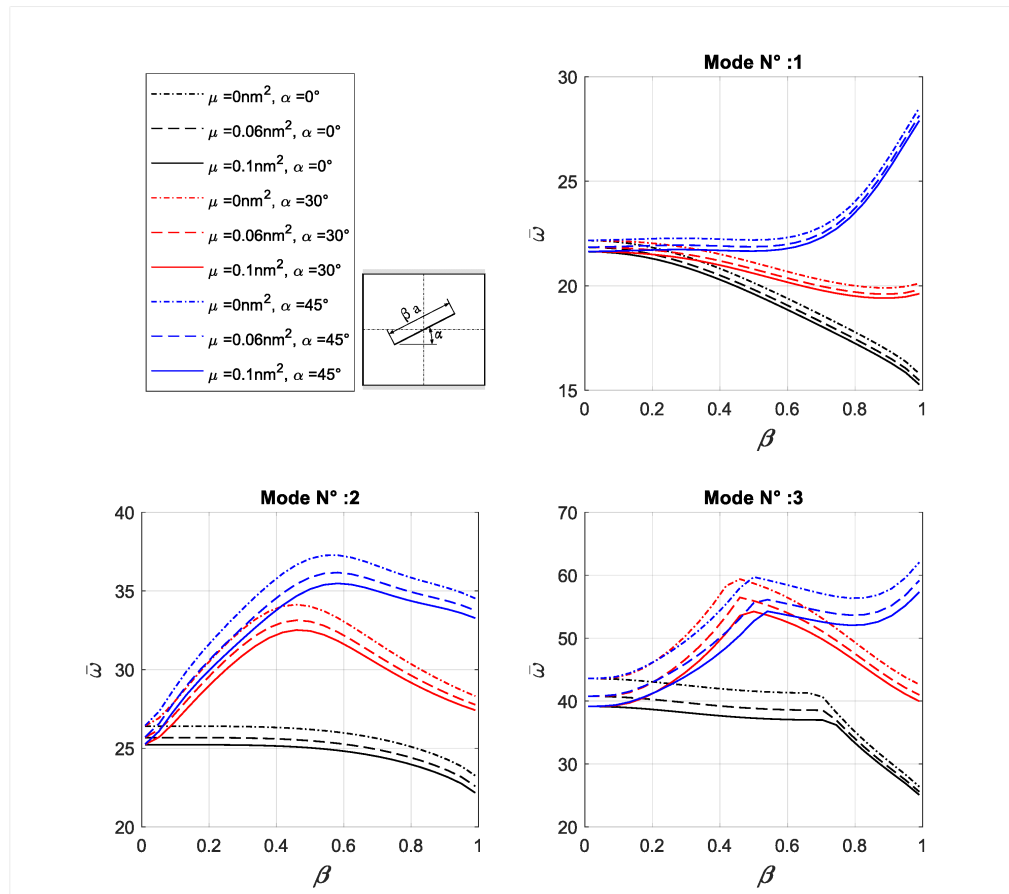 Mode N° :1
μ =0nm², α =0°
μ =0.06nm², α =0°
μ =0.1nm², α =0°
μ =0nm², α =30°
μ =0.06nm², α =30°
μ =0.1nm², α =30°
μ =0nm², α =45°
μ =0.06nm², α =45°
μ =0.1nm², α =45°
β a
α
30
25
20
15
ω̄
0 0.2 0.4 0.6 0.8 1
β
Mode N° :2
40
35
30
25
20
ω̄
0 0.2 0.4 0.6 0.8 1
β
Mode N° :3
70
60
50
40
30
20
ω̄
0 0.2 0.4 0.6 0.8 1
β